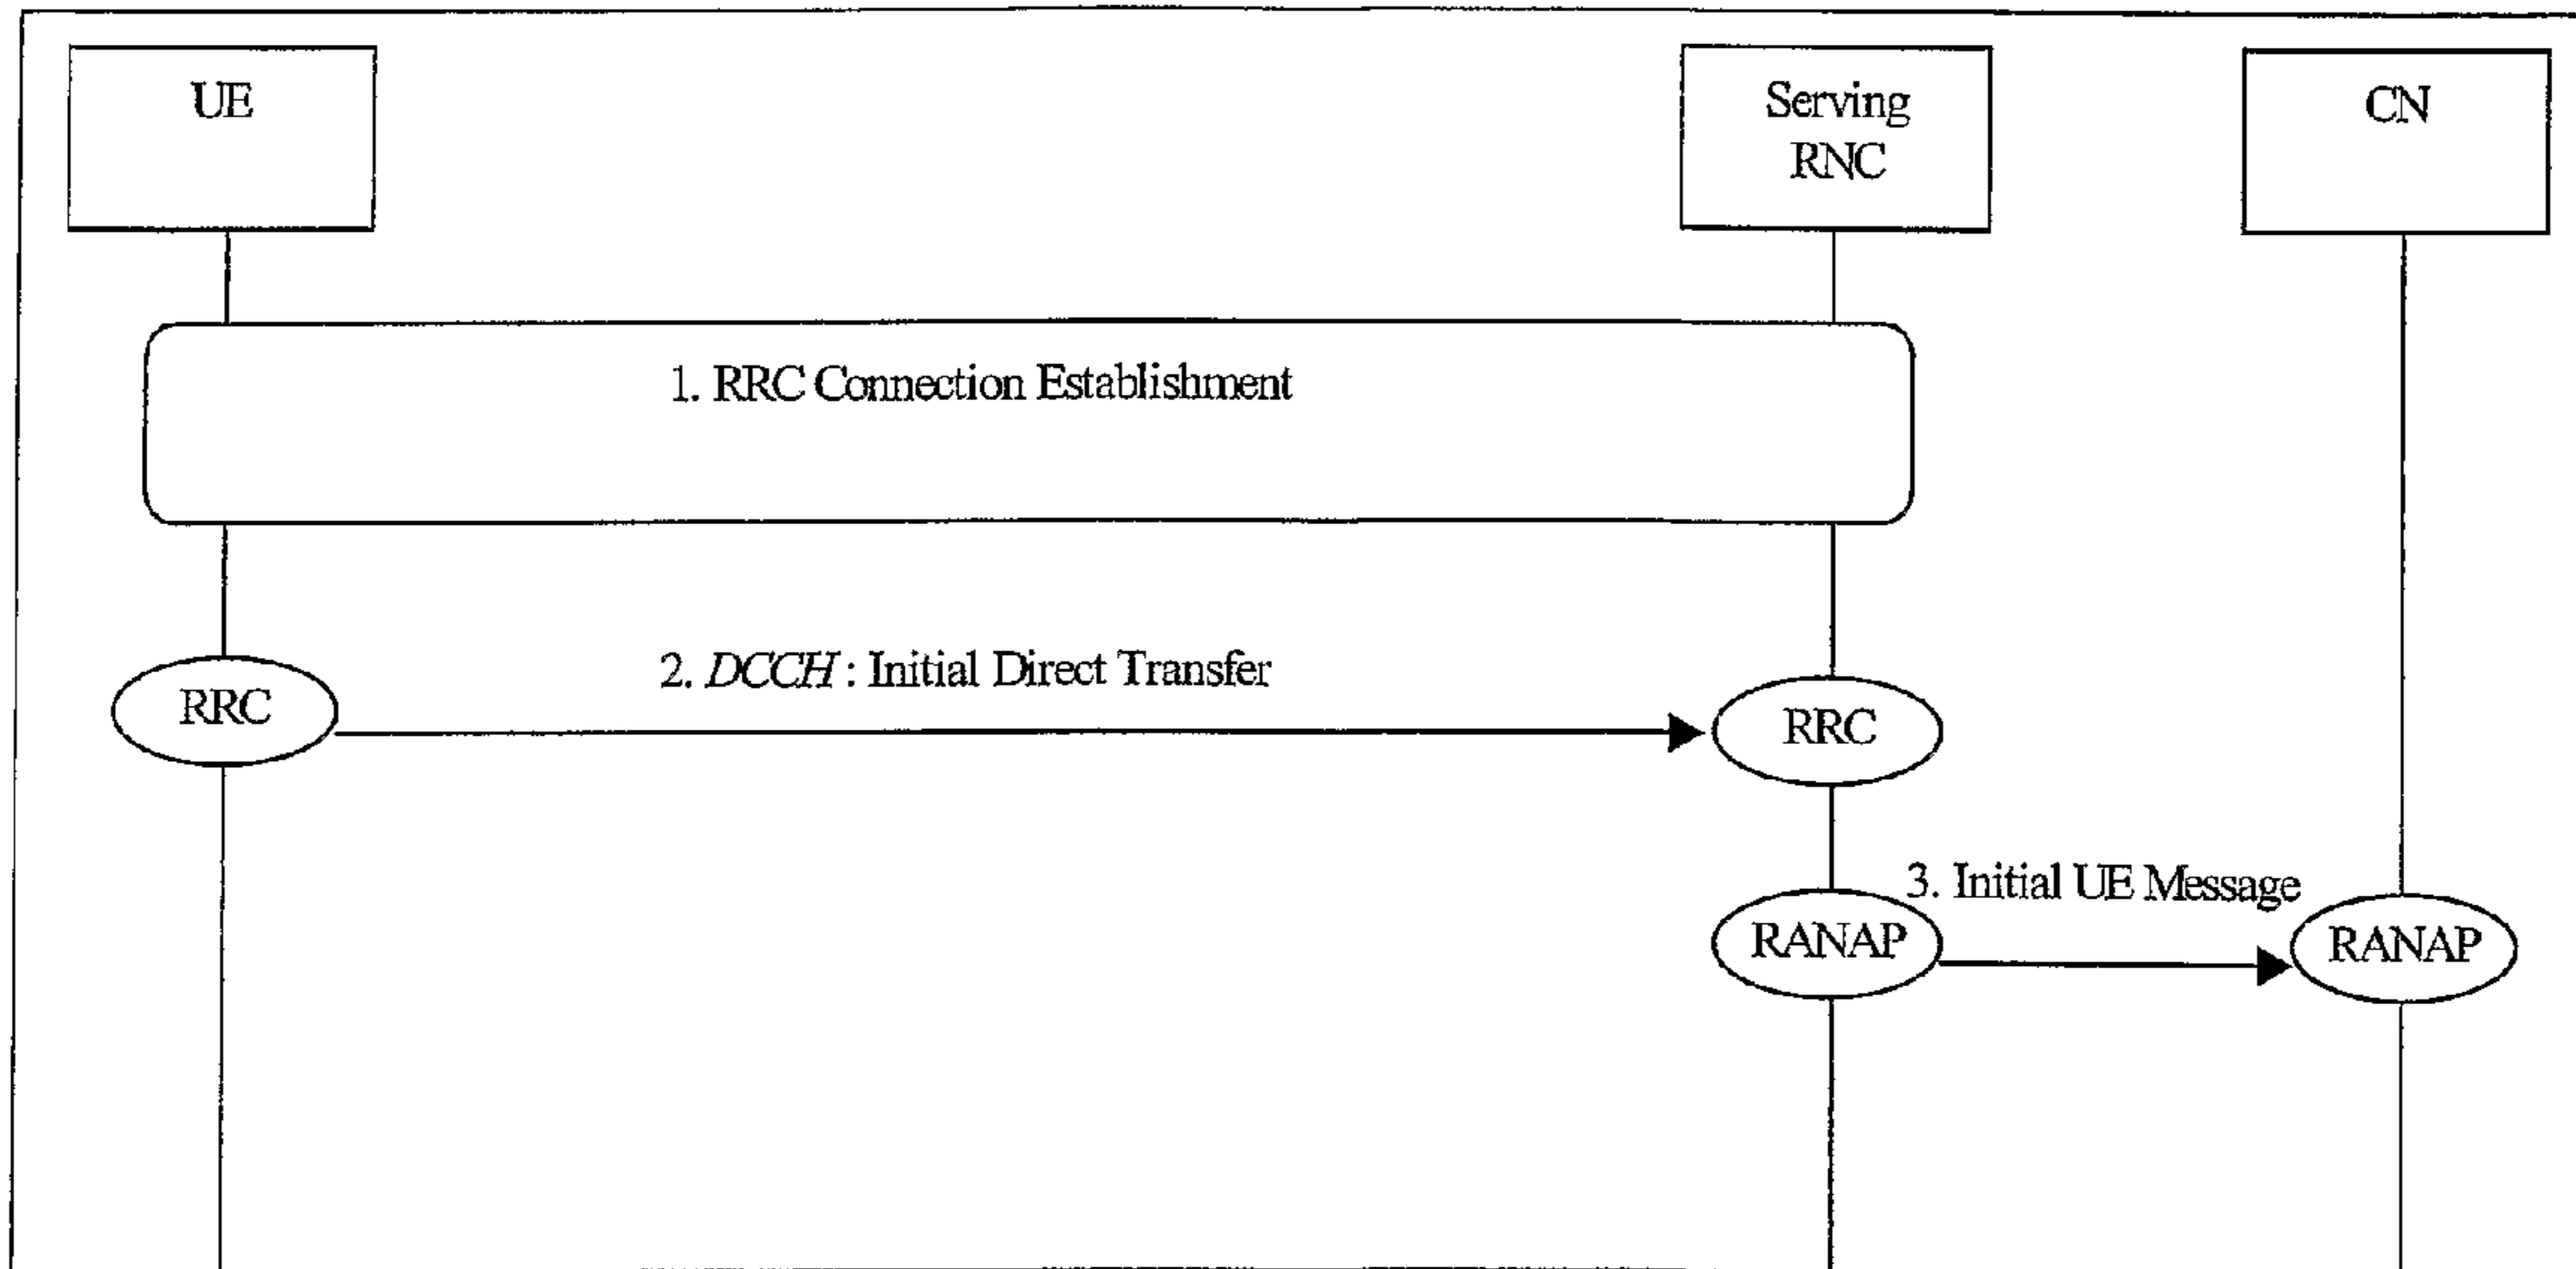 UE
Serving
RNC
CN
1. RRC Connection Establishment
2. DCCH : Initial Direct Transfer
RRC
RRC
3. Initial UE Message
RANAP
RANAP